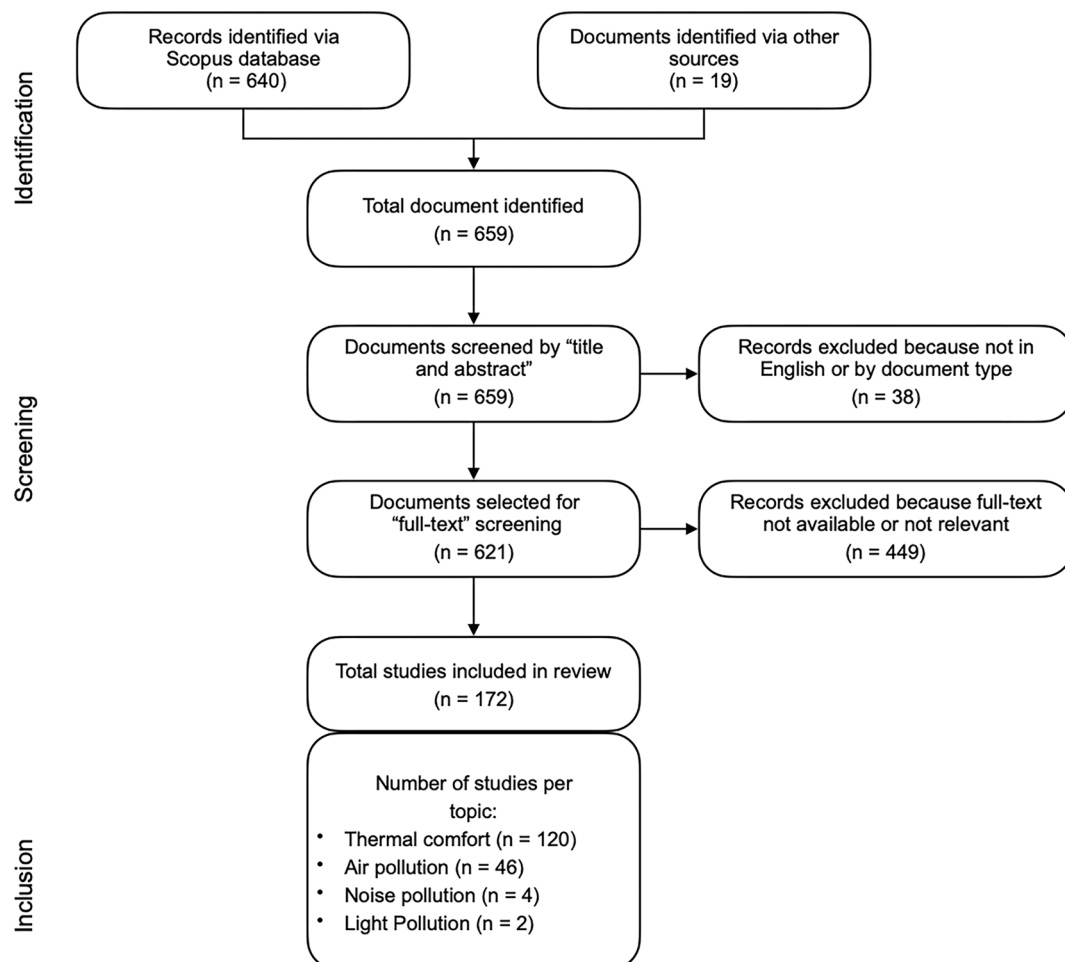 Records identified via
Scopus database
(n = 640)
Documents identified via other
sources
(n = 19)
Identification
Total document identified
(n = 659)
Documents screened by “title
and abstract”
(n = 659)
Records excluded because not in
English or by document type
(n = 38)
Screening
Documents selected for
“full-text” screening
(n = 621)
Records excluded because full-text
not available or not relevant
(n = 449)
Total studies included in review
(n = 172)
Inclusion
Number of studies per
topic:
• Thermal comfort (n = 120)
• Air pollution (n = 46)
• Noise pollution (n = 4)
• Light Pollution (n = 2)